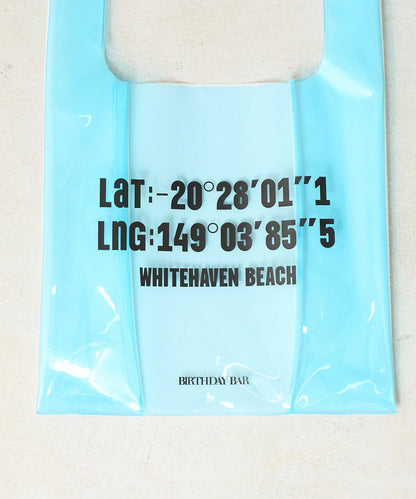 LaT:-20°28'01''1
LnG:149°03'85''5
WHITEHAVEN BEACH
BIRTHDAY BAR